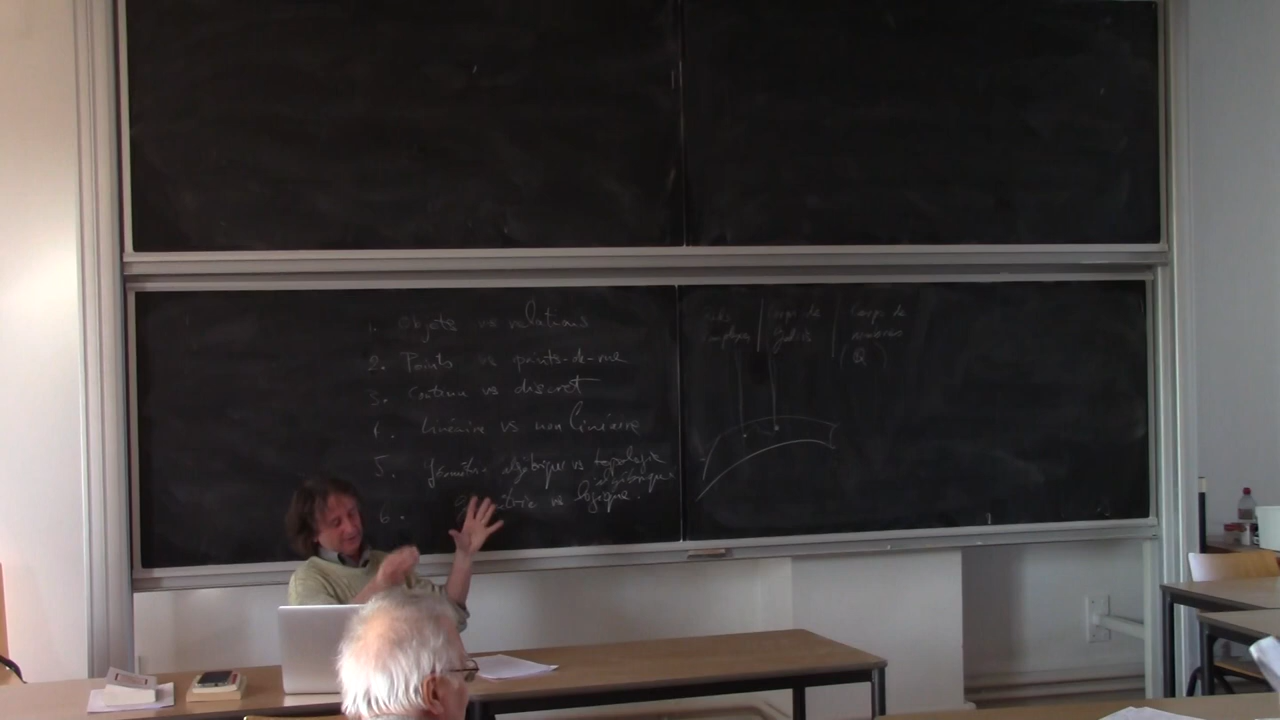 1. Objets vs relations
2. Points vs points-de-vue
3. Continu vs discret
4. Linéaire vs non linéaire
5. algébrique vs topologie
algébrique
6. vs logique.
Corps de
Galois
Corps de
nombres
(Q)